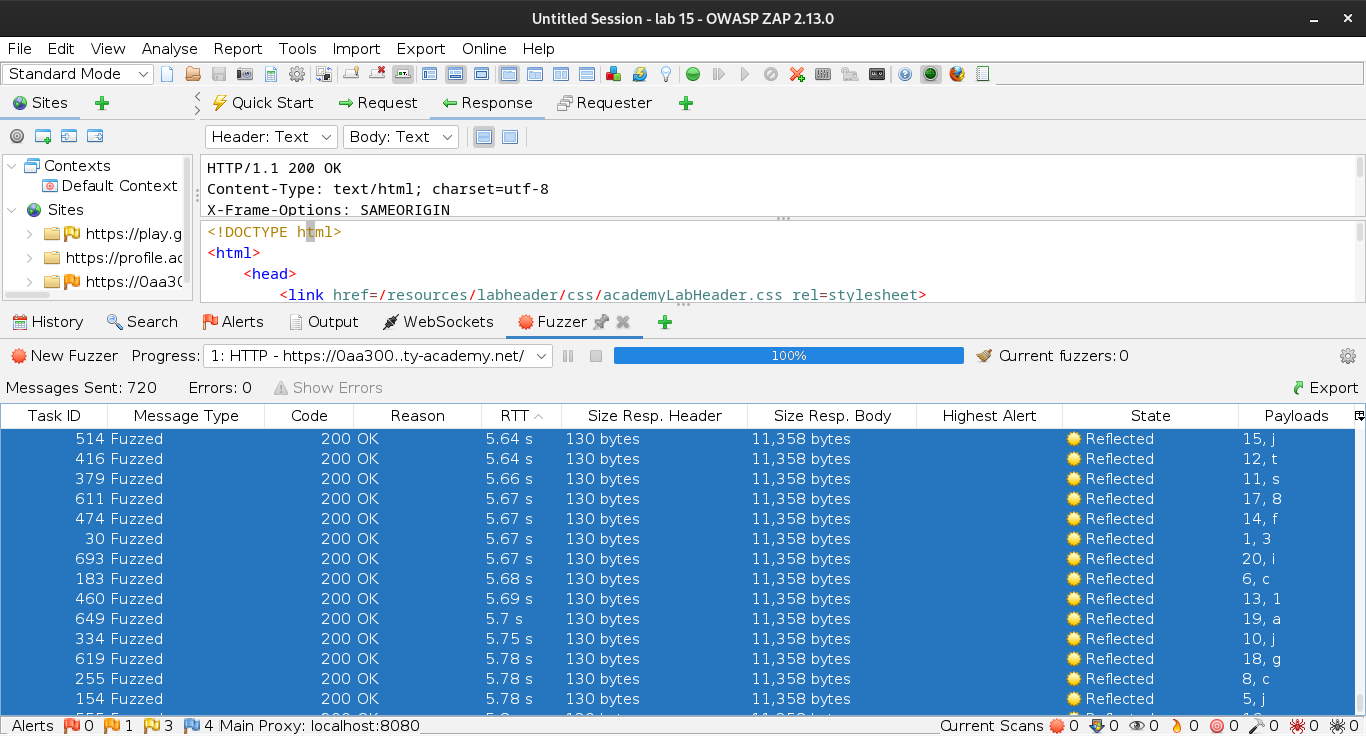 Untitled Session - lab 15 - OWASP ZAP 2.13.0
File Edit View Analyse Report Tools Import Export Online Help
Standard Mode
Sites Quick Start Request Response Requester
Header: Text Body: Text
Contexts
Default Context
Sites
https://play.g
https://profile.ac
https://0aa30
HTTP/1.1 200 OK
Content-Type: text/html; charset=utf-8
X-Frame-Options: SAMEORIGIN
<!DOCTYPE html>
<html>
<head>
<link href=/resources/labheader/css/academyLabHeader.css rel=stylesheet>
History Search Alerts Output WebSockets Fuzzer
New Fuzzer Progress: 1: HTTP - https://0aa300..ty-academy.net/ 100% Current fuzzers: 0
Messages Sent: 720 Errors: 0 Show Errors Export
Task ID Message Type Code Reason RTT Size Resp. Header Size Resp. Body Highest Alert State Payloads
514 Fuzzed 200 OK 5.64 s 130 bytes 11,358 bytes Reflected 15, j
416 Fuzzed 200 OK 5.64 s 130 bytes 11,358 bytes Reflected 12, t
379 Fuzzed 200 OK 5.66 s 130 bytes 11,358 bytes Reflected 11, s
611 Fuzzed 200 OK 5.67 s 130 bytes 11,358 bytes Reflected 17, 8
474 Fuzzed 200 OK 5.67 s 130 bytes 11,358 bytes Reflected 14, f
30 Fuzzed 200 OK 5.67 s 130 bytes 11,358 bytes Reflected 1, 3
693 Fuzzed 200 OK 5.67 s 130 bytes 11,358 bytes Reflected 20, i
183 Fuzzed 200 OK 5.68 s 130 bytes 11,358 bytes Reflected 6, c
460 Fuzzed 200 OK 5.69 s 130 bytes 11,358 bytes Reflected 13, 1
649 Fuzzed 200 OK 5.7 s 130 bytes 11,358 bytes Reflected 19, a
334 Fuzzed 200 OK 5.75 s 130 bytes 11,358 bytes Reflected 10, j
619 Fuzzed 200 OK 5.78 s 130 bytes 11,358 bytes Reflected 18, g
255 Fuzzed 200 OK 5.78 s 130 bytes 11,358 bytes Reflected 8, c
154 Fuzzed 200 OK 5.78 s 130 bytes 11,358 bytes Reflected 5, j
Alerts 0 1 3 4 Main Proxy: localhost:8080 Current Scans 0 0 0 0 0 0 0 0